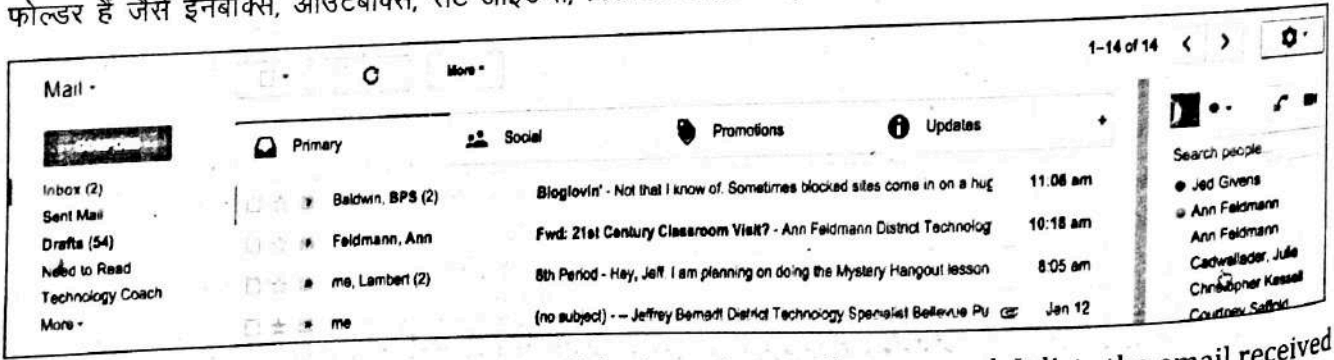 फोल्डर हैं जैसे इनबॉक्स, आउटबॉक्स,
1-14 of 14
Mail
More
Primary
Social
Promotions
Updates
+
Search people
Inbox (2)
Sent Mail
Drafts (54)
Need to Read
Technology Coach
More
Baldwin, BPS (2)
Bloglovin' - Not that I know of. Sometimes blocked sites come in on a hug
11:06 am
Feldmann, Ann
Fwd: 21st Century Classroom Visit? - Ann Feldmann District Technolog
10:18 am
me, Lambert (2)
8th Period - Hey, Jeff. I am planning on doing the Mystery Hangout lesson
8:05 am
me
(no subject) - -- Jeffrey Bernadt District Technology Specialist Bellevue Pu
Jan 12
Jed Givens
Ann Feldmann
Ann Feldmann
Cadwallader, Julie
Christopher Kassell
Courtney Saffold
email received